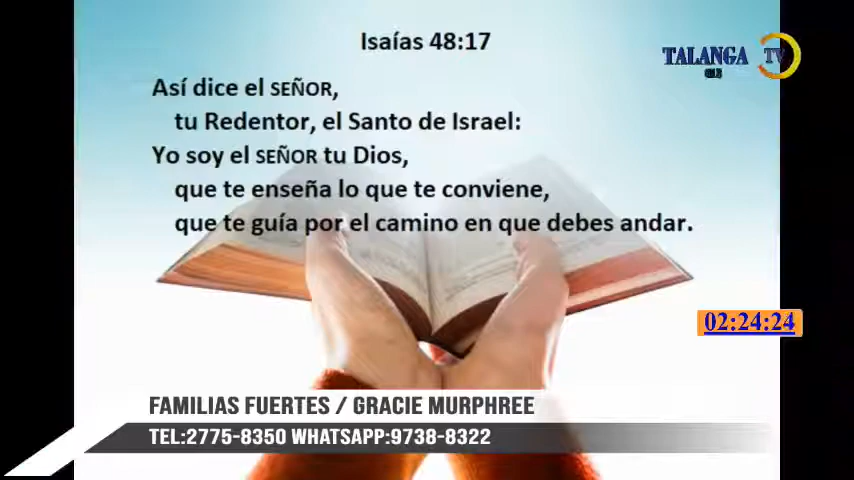 Isaías 48:17
TALANGA TV
Así dice el SEÑOR,
tu Redentor, el Santo de Israel:
Yo soy el SEÑOR tu Dios,
que te enseña lo que te conviene,
que te guía por el camino en que debes andar.
02:24:24
FAMILIAS FUERTES / GRACIE MURPHREE
TEL:2775-8350 WHATSAPP:9738-8322